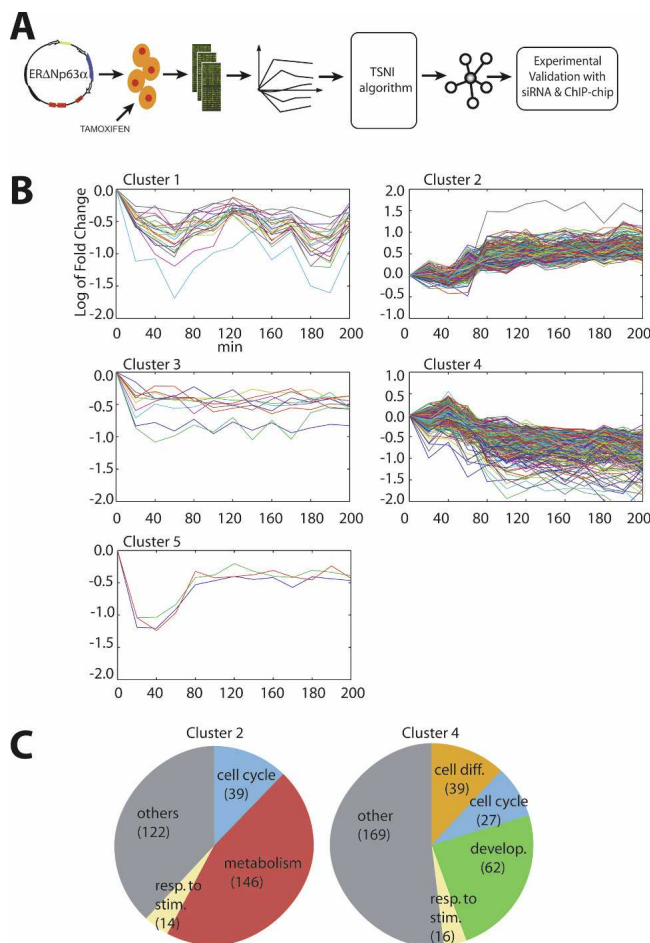 A
ERΔNp63α
TAMOXIFEN
TSNI
algorithm
Experimental
Validation with
siRNA & ChIP-chip
B
Cluster 1
Log of Fold Change
0.0
-0.5
-1.0
-1.5
-2.0
0 40 80 120 160 200
min
Cluster 2
2.0
1.5
1.0
0.5
0.0
-0.5
-1.0
0 40 80 120 160 200
Cluster 3
0.0
-0.5
-1.0
-1.5
-2.0
0 40 80 120 160 200
Cluster 4
1.0
0.5
0.0
-0.5
-1.0
-1.5
-2.0
0 40 80 120 160 200
Cluster 5
0.0
-0.5
-1.0
-1.5
-2.0
0 40 80 120 160 200
C
Cluster 2
cell cycle
(39)
others
(122)
metabolism
(146)
resp. to
stim.
(14)
Cluster 4
cell diff.
(39)
cell cycle
(27)
other
(169)
develop.
(62)
resp. to
stim.
(16)